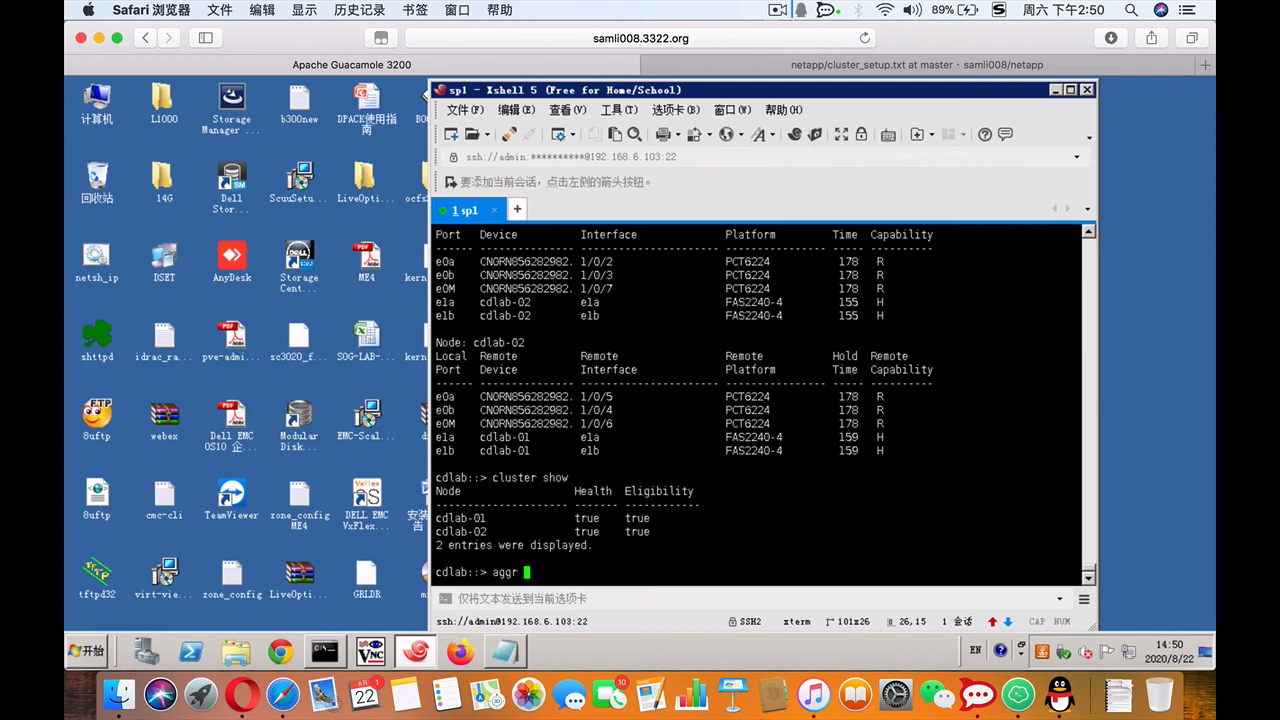 Safari 浏览器 文件 编辑 显示 历史记录 书签 窗口 帮助 89% 周六 下午2:50
samli008.3322.org
Apache Guacamole 3200 netapp/cluster_setup.txt at master · samli008/netapp
计算机
L1000
Storage
Manager ...
b300new
DPACK使用指
南
回收站
14G
Dell
Stor...
ScuuSetu...
LiveOpti...
ocfs
netsh_ip
DSET
AnyDesk
Storage
Cent...
ME4
kern
shttpd
idrac_ra...
pve-admi...
sc3020_f...
SOG-LAB-...
kern
8uftp
webex
Dell EMC
OS10 企...
Modular
Disk...
EMC-Scal...
8uftp
cmc-cli
TeamViewer
zone_config
ME4
DELL EMC
VxFlex...
安装
告
tftpd32
virt-vie...
zone_config
LiveOpti...
GRLDR
sp1 - Xshell 5 (Free for Home/School)
文件(F) 编辑(E) 查看(V) 工具(T) 选项卡(B) 窗口(W) 帮助(H)
ssh://admin:**********@192.168.6.103:22
要添加当前会话，点击左侧的箭头按钮。
1 sp1
Port Device Interface Platform Time Capability
------ ------------------- --------------------- ---------------- ---- ----------
e0a CN0RN856282982. 1/0/2 PCT6224 178 R
e0b CN0RN856282982. 1/0/3 PCT6224 178 R
e0M CN0RN856282982. 1/0/7 PCT6224 178 R
e1a cdlab-02 e1a FAS2240-4 155 H
e1b cdlab-02 e1b FAS2240-4 155 H
Node: cdlab-02
Local Remote Remote Remote Hold Remote
Port Device Interface Platform Time Capability
------ ------------------- --------------------- ---------------- ---- ----------
e0a CN0RN856282982. 1/0/5 PCT6224 178 R
e0b CN0RN856282982. 1/0/4 PCT6224 178 R
e0M CN0RN856282982. 1/0/6 PCT6224 178 R
e1a cdlab-01 e1a FAS2240-4 159 H
e1b cdlab-01 e1b FAS2240-4 159 H
cdlab::> cluster show
Node Health Eligibility
--------------------- ------- ------------
cdlab-01 true true
cdlab-02 true true
2 entries were displayed.
cdlab::> aggr
仅将文本发送到当前选项卡
ssh://admin@192.168.6.103:22 SSH2 xterm 101x26 26,15 1 会话 CAP NUM
开始
EN
14:50
2020/8/22
8月
22
10